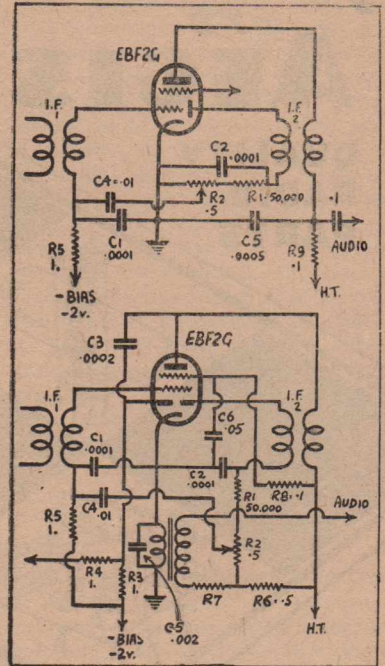 EBF2G
I.F.
1
I.F.
2
C2
.0001
C4=.01
R2
.5
R1=50,000
C1
.0001
C5
.0005
.1
AUDIO
R5
1.
R9
.1
-BIAS
-2v.
H.T.
C3
.0002
EBF2G
I.F.
1
I.F.
2
C6
.05
C1
.0001
C2
.0001
R1
50,000
R8=.1
AUDIO
R5
1.
C4=.01
R2
.5
R4
1.
R3
1.
R7
R6=.5
C5
.002
-BIAS
-2v.
H.T.